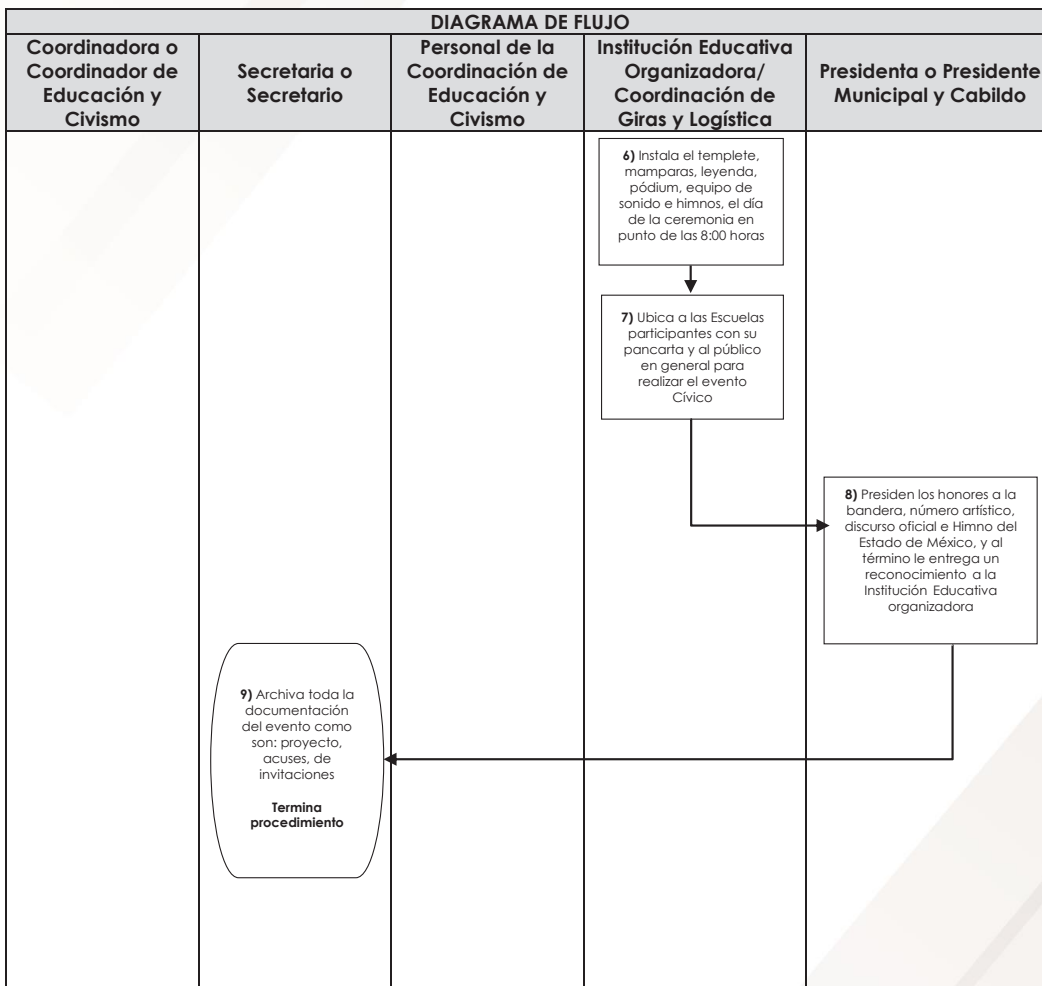 DIAGRAMA DE FLUJO
Coordinadora o
Coordinador de
Educación y
Civismo
Secretaria o
Secretario
Personal de la
Coordinación de
Educación y
Civismo
Institución Educativa
Organizadora/
Coordinación de
Giras y Logística
Presidenta o Presidente
Municipal y Cabildo
6) Instala el templete,
mamparas, leyenda,
pódium, equipo de
sonido e himnos, el día
de la ceremonia en
punto de las 8:00 horas
7) Ubica a las Escuelas
participantes con su
pancarta y al público
en general para
realizar el evento
Cívico
8) Presiden los honores a la
bandera, número artístico,
discurso oficial e Himno del
Estado de México, y al
término le entrega un
reconocimiento a la
Institución Educativa
organizadora
9) Archiva toda la
documentación
del evento como
son: proyecto,
acuses, de
invitaciones
Termina
procedimiento